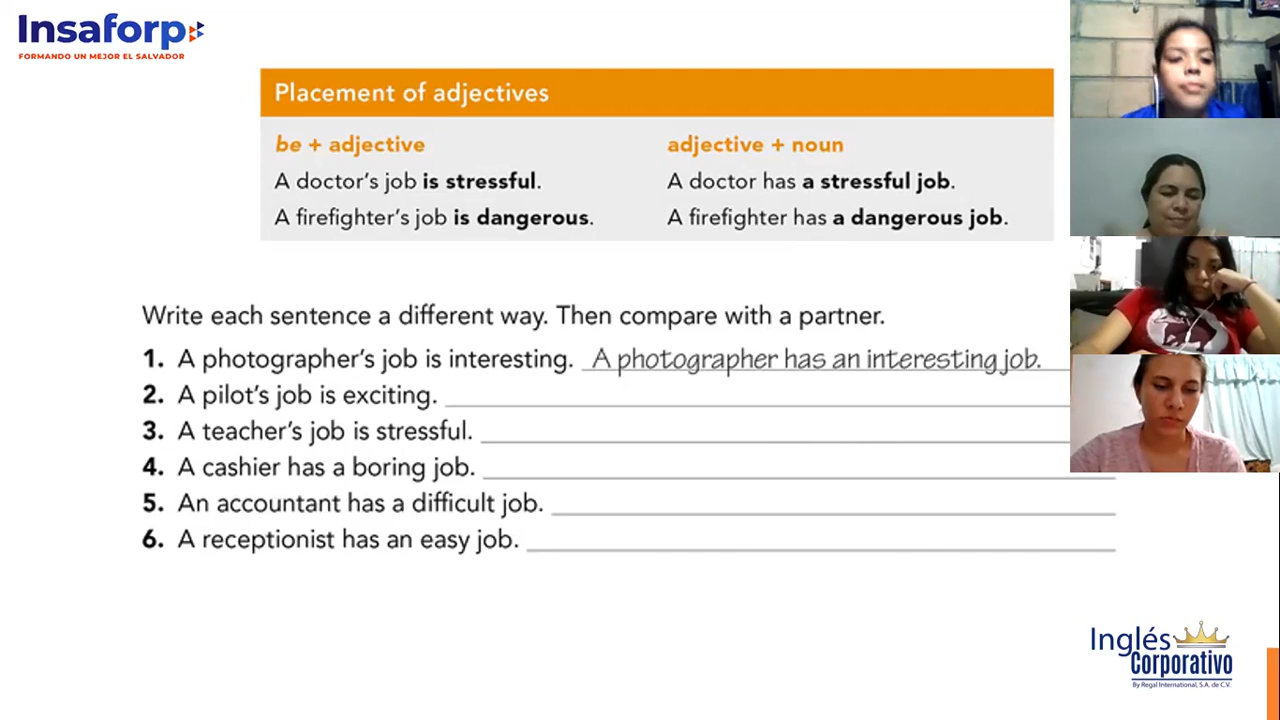 Insaforp
FORMANDO UN MEJOR EL SALVADOR
Placement of adjectives
be + adjective
A doctor's job is stressful.
A firefighter's job is dangerous.
adjective + noun
A doctor has a stressful job.
A firefighter has a dangerous job.
Write each sentence a different way. Then compare with a partner.
1. A photographer's job is interesting. A photographer has an interesting job.
2. A pilot's job is exciting.
3. A teacher's job is stressful.
4. A cashier has a boring job.
5. An accountant has a difficult job.
6. A receptionist has an easy job.
Inglés
Corporativo
By Regal International, S.A. de C.V.